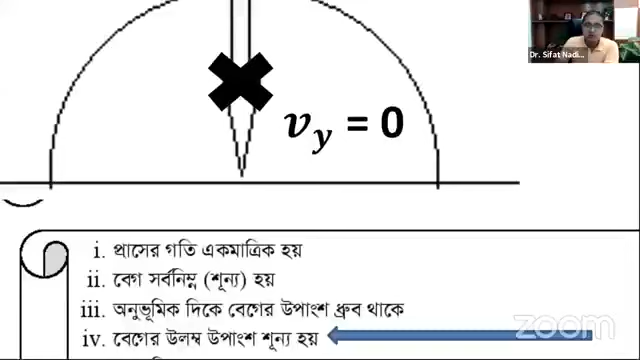 Dr. Sifat Nadi...
v_y = 0
i. প্রাসের গতি একমাত্রিক হয়
ii. বেগ সর্বনিম্ন (শূন্য) হয়
iii. অনুভূমিক দিকে বেগের উপাংশ ধ্রুব থাকে
iv. বেগের উলম্ব উপাংশ শূন্য হয়
zoom